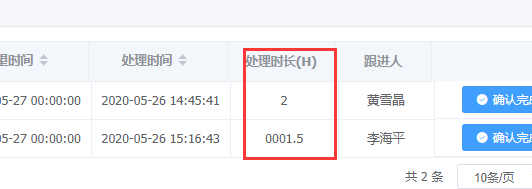 望时间 处理时间 处理时长(H) 跟进人
05-27 00:00:00 2020-05-26 14:45:41 2 黄雪晶 确认完成
05-27 00:00:00 2020-05-26 15:16:43 0001.5 李海平 确认完成
共 2 条 10条/页